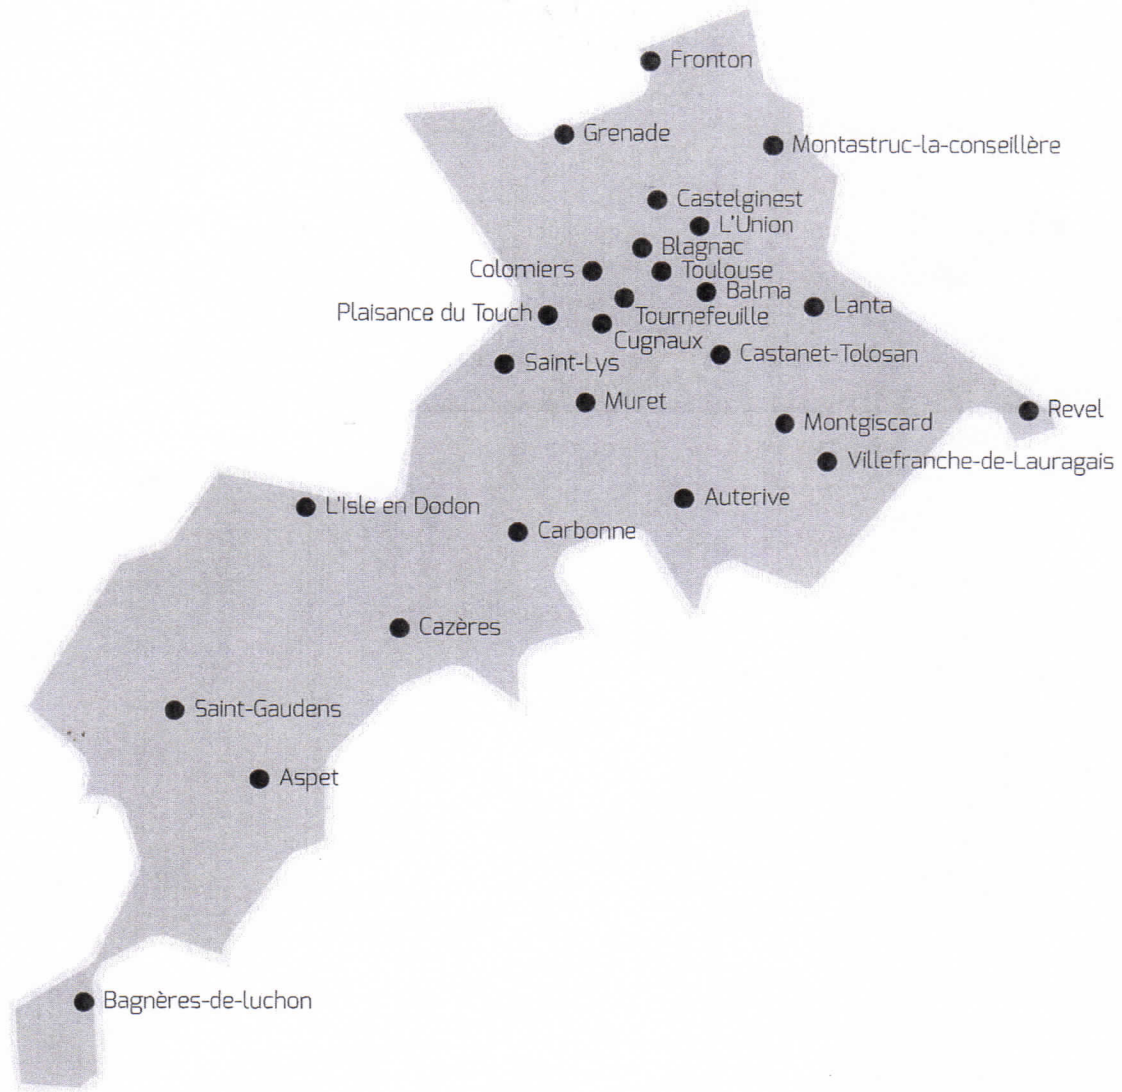 Fronton
Grenade
Montastruc-la-conseillère
Castelginest
L'Union
Blagnac
Colomiers
Toulouse
Balma
Lanta
Plaisance du Touch
Tournefeuille
Cugnaux
Castanet-Tolosan
Saint-Lys
Muret
Revel
Montgiscard
Villefranche-de-Lauragais
Auterive
L'Isle en Dodon
Carbonne
Cazères
Saint-Gaudens
Aspet
Bagnères-de-luchon